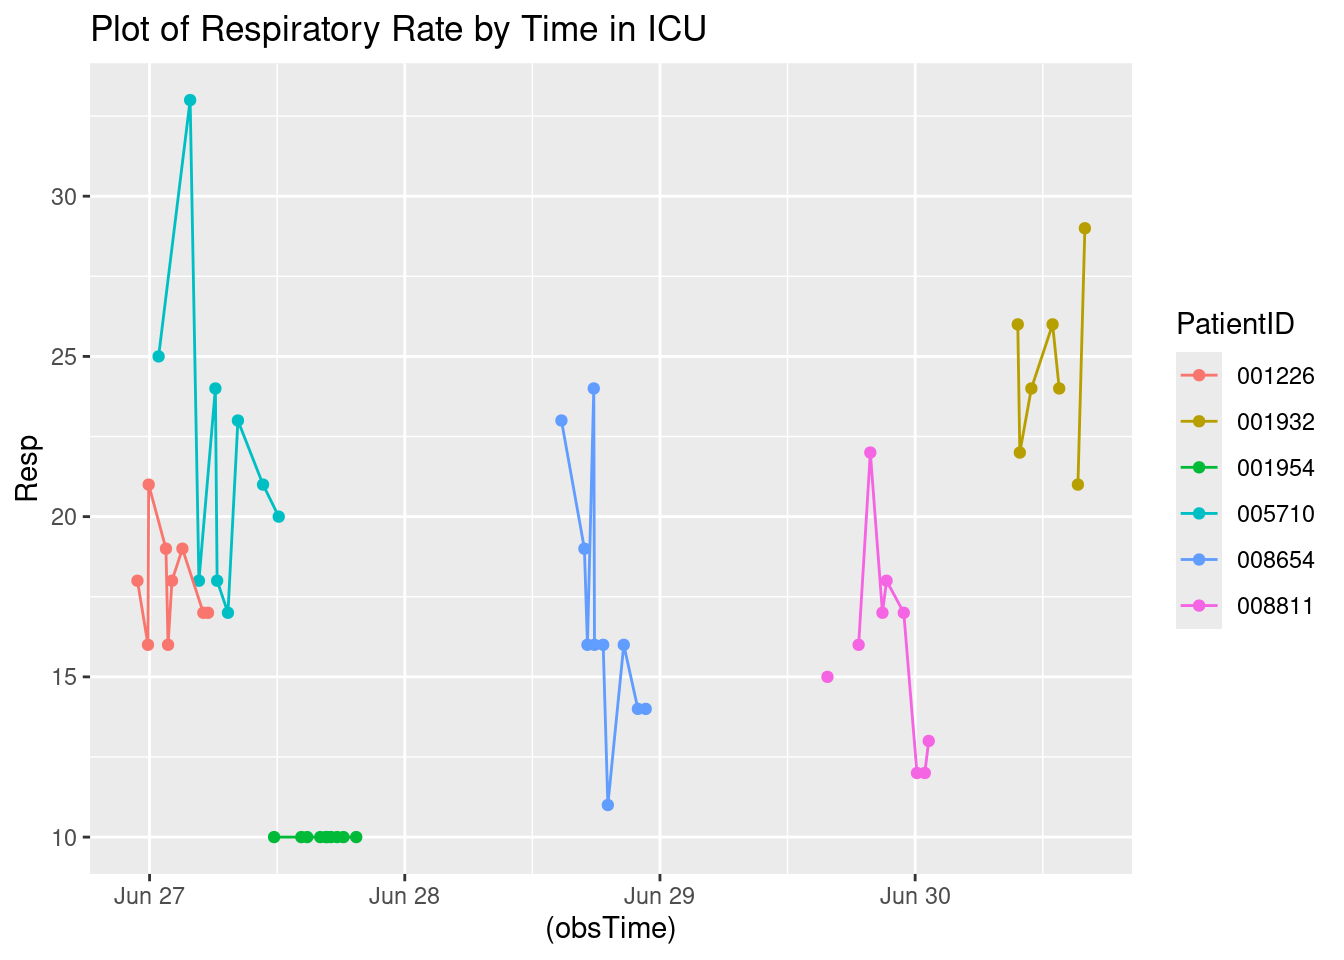 Plot of Respiratory Rate by Time in ICU
Resp
30
25
20
15
10
Jun 27
Jun 28
Jun 29
Jun 30
(obsTime)
PatientID
001226
001932
001954
005710
008654
008811